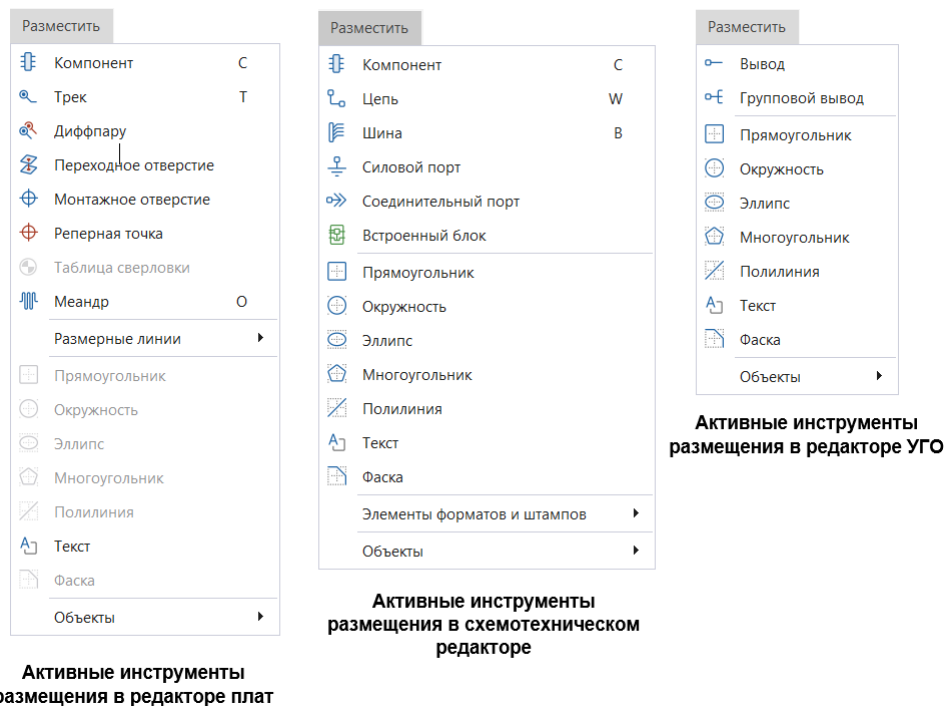 Разместить
Компонент C
Трек T
Диффпару
Переходное отверстие
Монтажное отверстие
Реперная точка
Таблица сверловки
Меандр O
Размерные линии
Прямоугольник
Окружность
Эллипс
Многоугольник
Полилиния
Текст
Фаска
Объекты
Активные инструменты
размещения в редакторе плат
Разместить
Компонент C
Цепь W
Шина B
Силовой порт
Соединительный порт
Встроенный блок
Прямоугольник
Окружность
Эллипс
Многоугольник
Полилиния
Текст
Фаска
Элементы форматов и штампов
Объекты
Активные инструменты
размещения в схемотехническом
редакторе
Разместить
Вывод
Групповой вывод
Прямоугольник
Окружность
Эллипс
Многоугольник
Полилиния
Текст
Фаска
Объекты
Активные инструменты
размещения в редакторе УГО